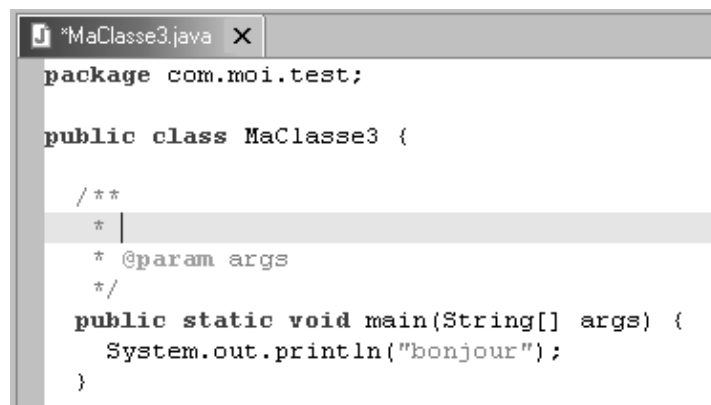 *MaClasse3.java X
package com.moi.test;
public class MaClasse3 {
/**
*
* @param args
*/
public static void main(String[] args) {
System.out.println("bonjour");
}